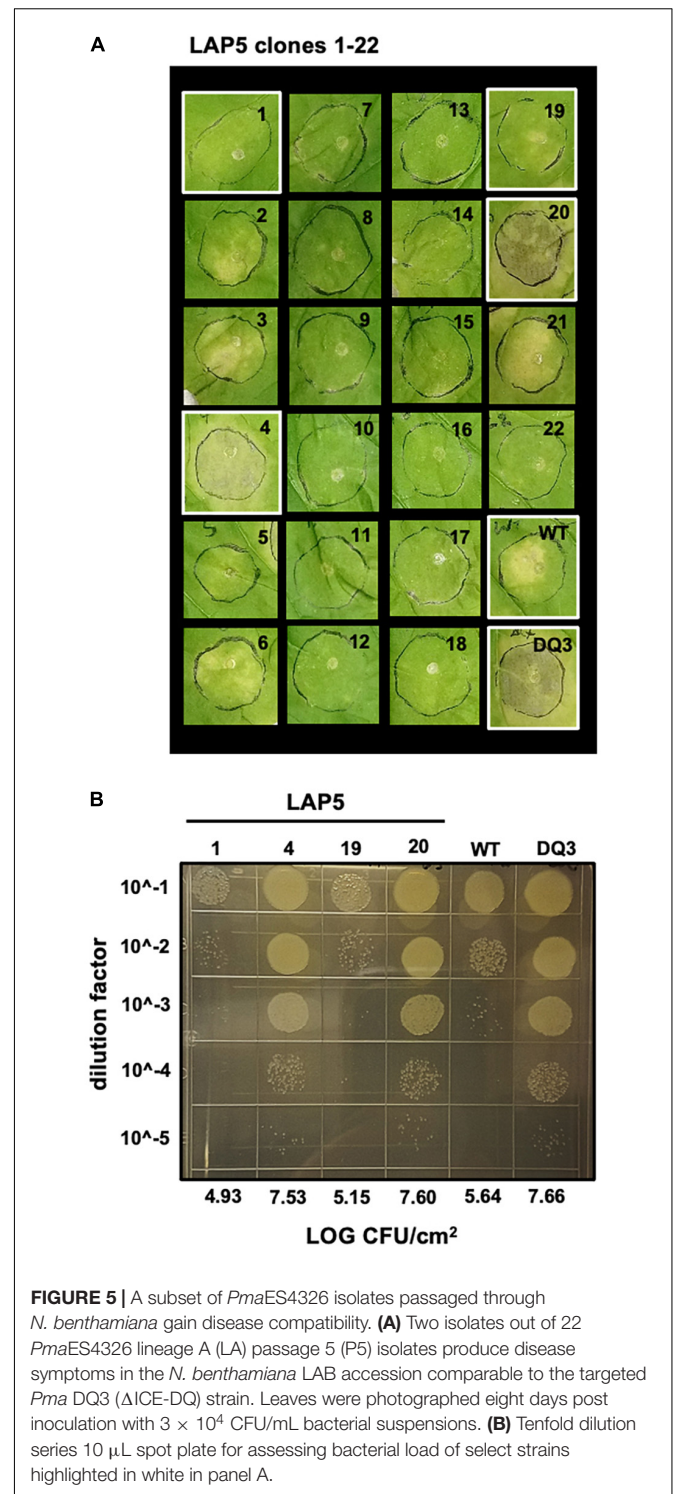 A LAP5 clones 1-22
1 7 13 19
2 8 14 20
3 9 15 21
4 10 16 22
5 11 17 WT
6 12 18 DQ3
B LAP5
1 4 19 20 WT DQ3
10^-1
10^-2
10^-3
10^-4
10^-5
dilution factor
4.93 7.53 5.15 7.60 5.64 7.66
LOG CFU/cm²
FIGURE 5 | A subset of PmaES4326 isolates passaged through
N. benthamiana gain disease compatibility. (A) Two isolates out of 22
PmaES4326 lineage A (LA) passage 5 (P5) isolates produce disease
symptoms in the N. benthamiana LAB accession comparable to the targeted
Pma DQ3 (ΔICE-DQ) strain. Leaves were photographed eight days post
inoculation with 3 × 10⁴ CFU/mL bacterial suspensions. (B) Tenfold dilution
series 10 μL spot plate for assessing bacterial load of select strains
highlighted in white in panel A.